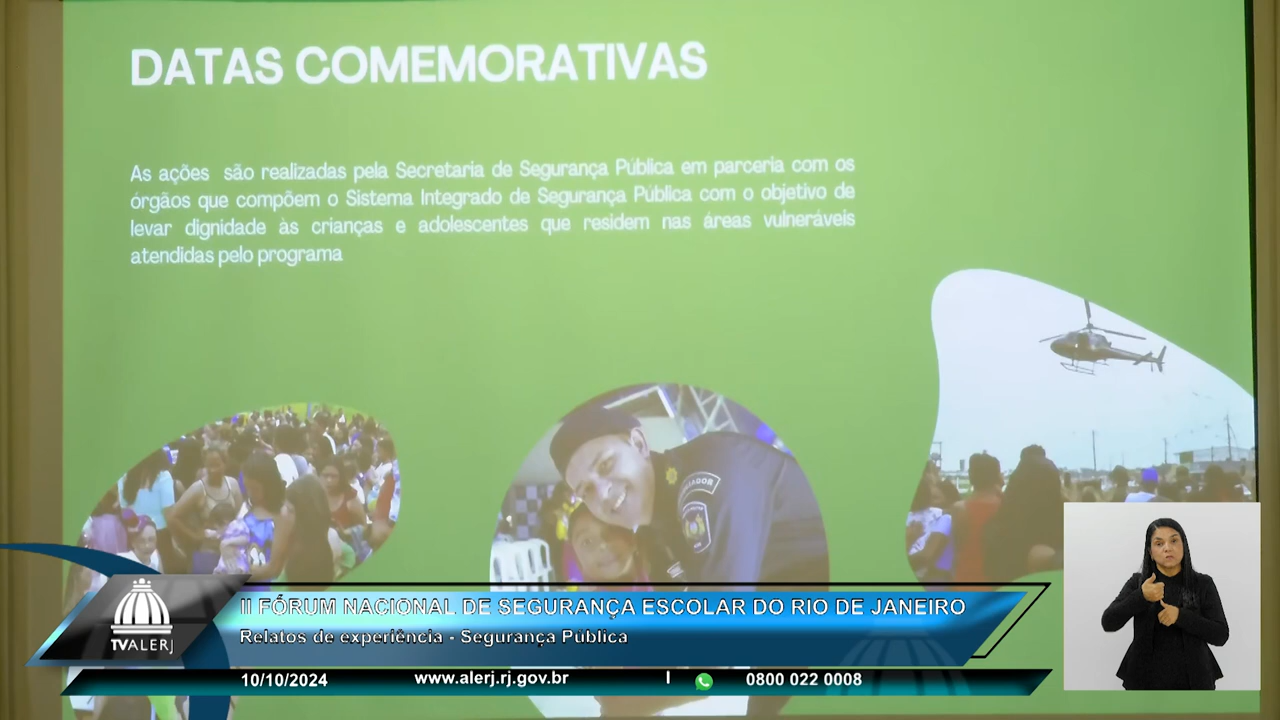 DATAS COMEMORATIVAS
As ações são realizadas pela Secretaria de Segurança Pública em parceria com os
órgãos que compõem o Sistema Integrado de Segurança Pública com o objetivo de
levar dignidade às crianças e adolescentes que residem nas áreas vulneráveis
atendidas pelo programa
II FÓRUM NACIONAL DE SEGURANÇA ESCOLAR DO RIO DE JANEIRO
Relatos de experiência - Segurança Pública
TVALERJ
10/10/2024 www.alerj.rj.gov.br | 0800 022 0008